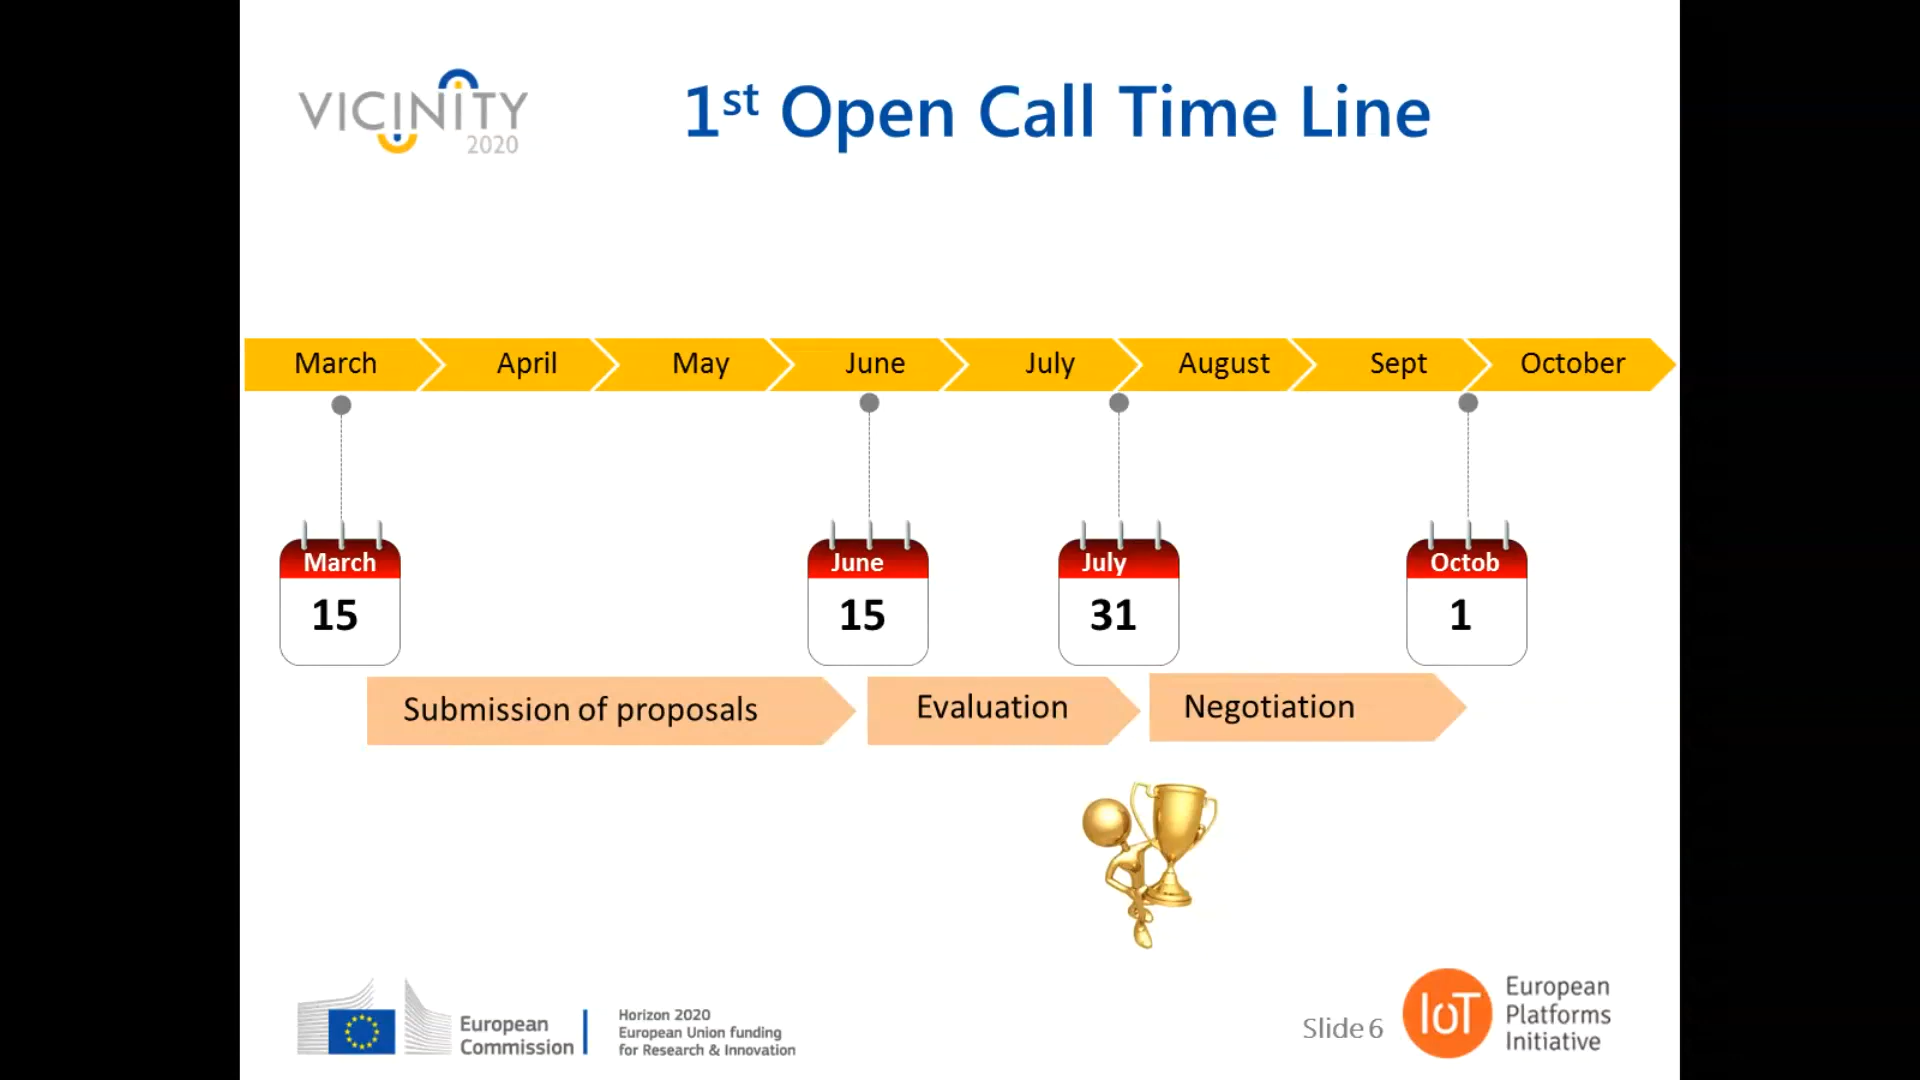 VICINITY
2020
1st Open Call Time Line
March April May June July August Sept October
March
15
June
15
July
31
Octob
1
Submission of proposals
Evaluation
Negotiation
European
Commission
Horizon 2020
European Union funding
for Research & Innovation
Slide 6
IoT
European
Platforms
Initiative